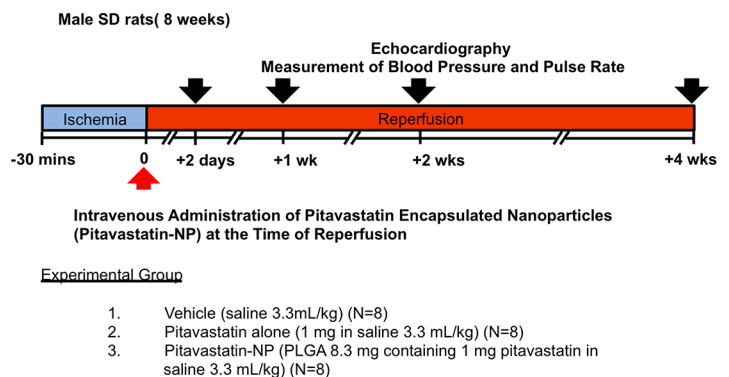 Male SD rats( 8 weeks)
Echocardiography
Measurement of Blood Pressure and Pulse Rate
Ischemia
Reperfusion
-30 mins
0
+2 days
+1 wk
+2 wks
+4 wks
Intravenous Administration of Pitavastatin Encapsulated Nanoparticles
(Pitavastatin-NP) at the Time of Reperfusion
Experimental Group
1. Vehicle (saline 3.3mL/kg) (N=8)
2. Pitavastatin alone (1 mg in saline 3.3 mL/kg) (N=8)
3. Pitavastatin-NP (PLGA 8.3 mg containing 1 mg pitavastatin in
saline 3.3 mL/kg) (N=8)